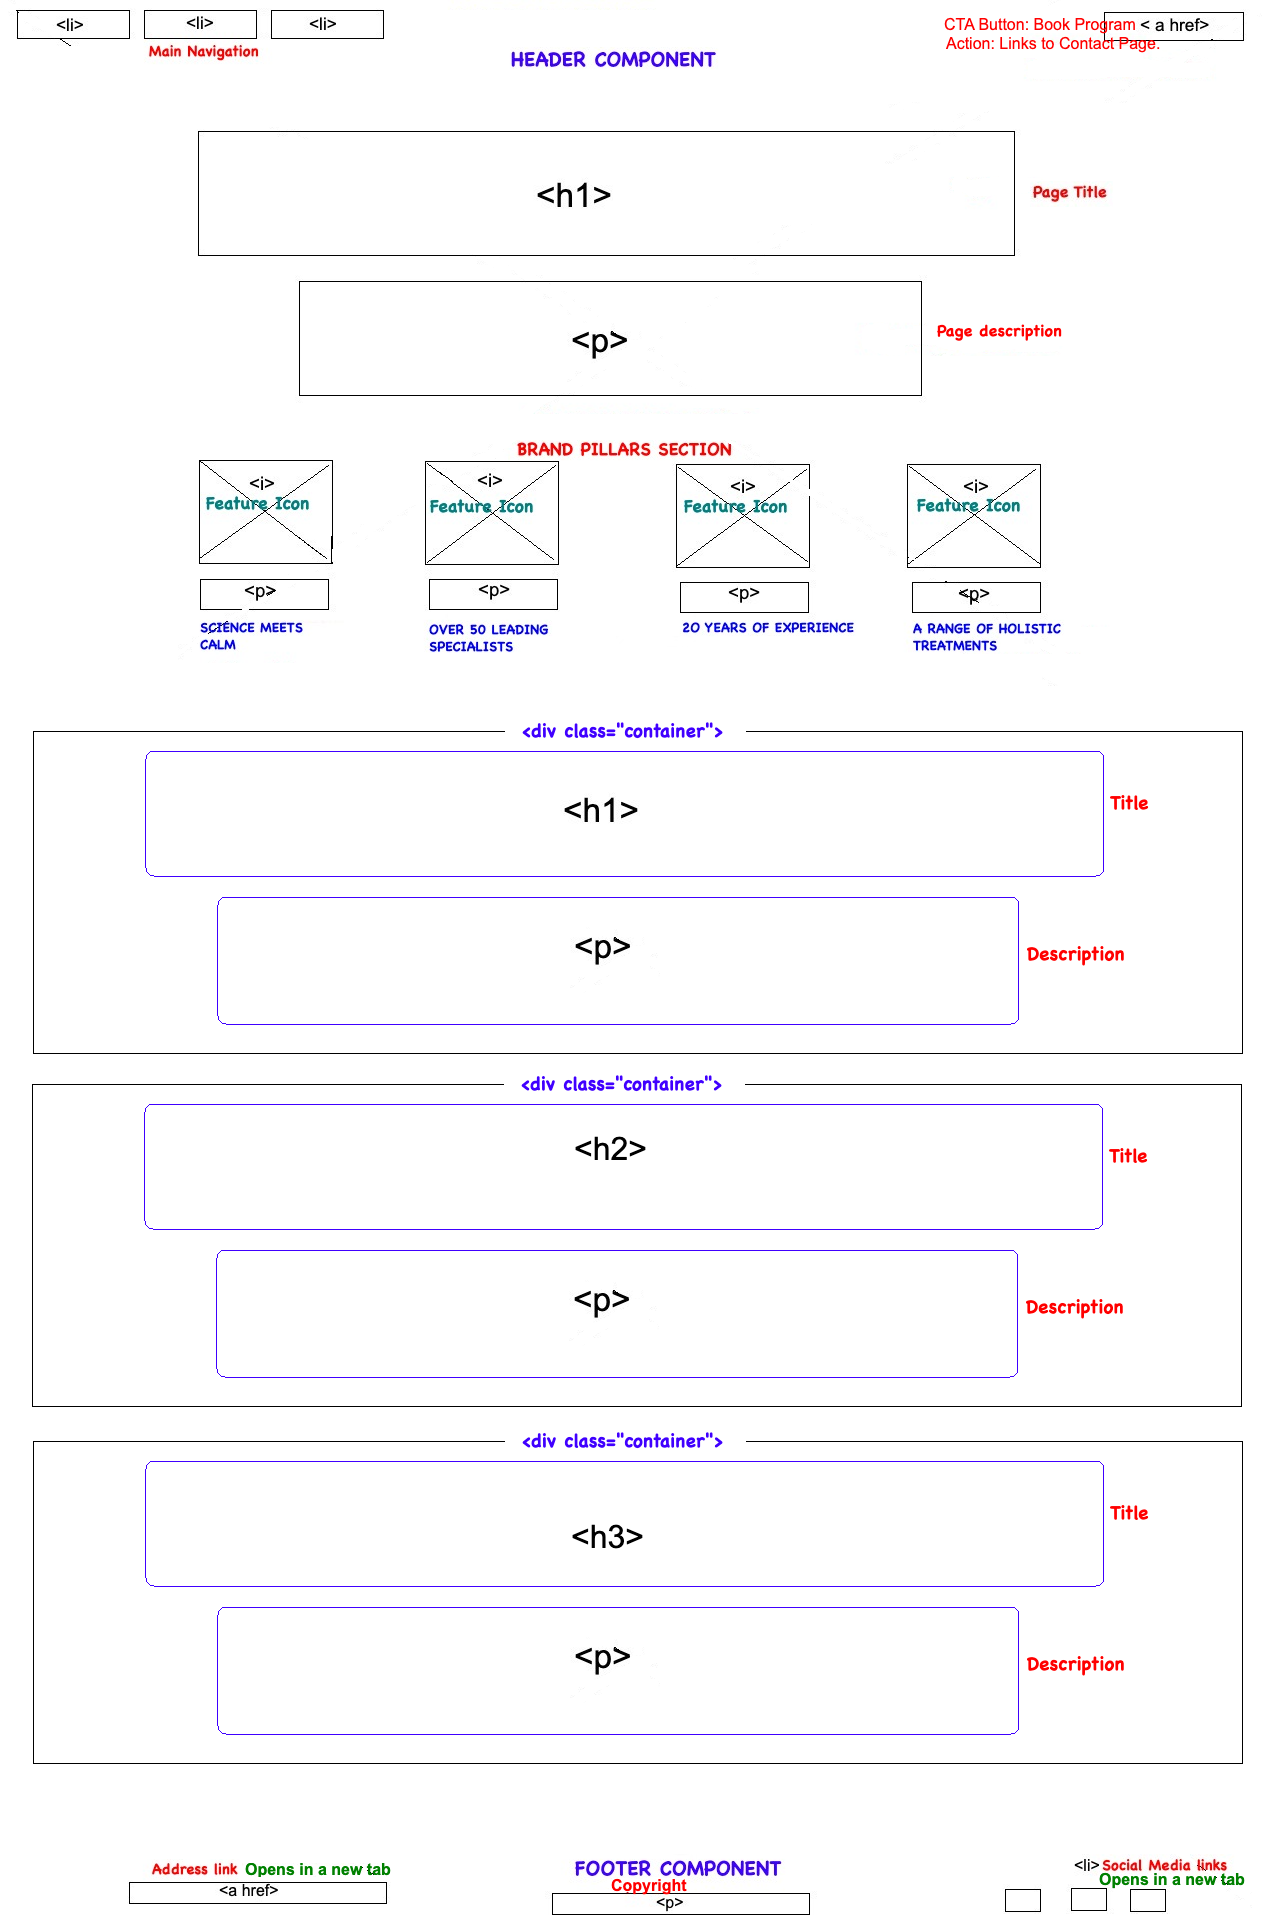 <li> <li> <li>
Main Navigation
CTA Button: Book Program < a href>
Action: Links to Contact Page.
HEADER COMPONENT
<h1>
Page Title
<p>
Page description
BRAND PILLARS SECTION
<i> <i> <i> <i>
Feature Icon Feature Icon Feature Icon Feature Icon
<p> <p> <p> <p>
SCIENCE MEETS
CALM
OVER 50 LEADING
SPECIALISTS
20 YEARS OF EXPERIENCE
A RANGE OF HOLISTIC
TREATMENTS
<div class="container">
<h1>
Title
<p>
Description
<div class="container">
<h2>
Title
<p>
Description
<div class="container">
<h3>
Title
<p>
Description
Address link Opens in a new tab
<a href>
FOOTER COMPONENT
Copyright
<p>
<li> Social Media links
Opens in a new tab